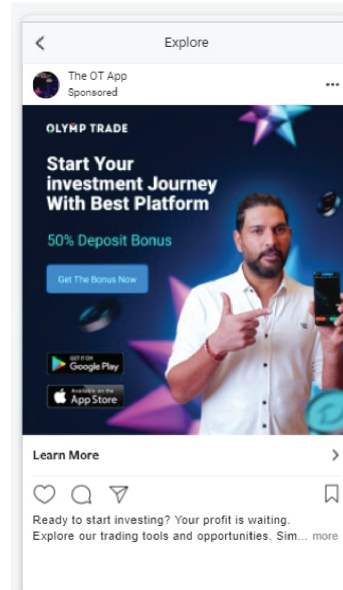 Explore
The OT App
Sponsored
OLYMP TRADE
Start Your
investment Journey
With Best Platform
50% Deposit Bonus
Get The Bonus Now
GET IT ON
Google Play
Available on the
App Store
Learn More
Ready to start investing? Your profit is waiting.
Explore our trading tools and opportunities. Sim... more